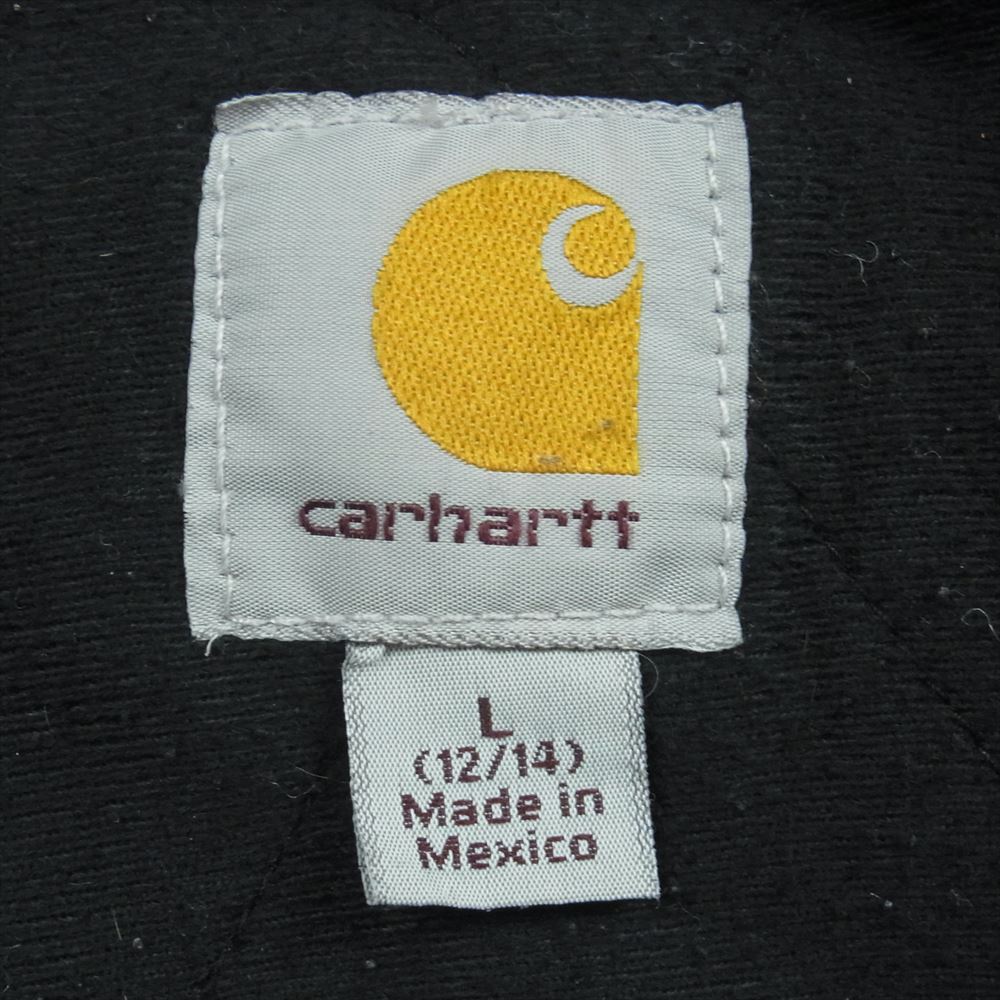 carhartt
L
(12/14)
Made in
Mexico